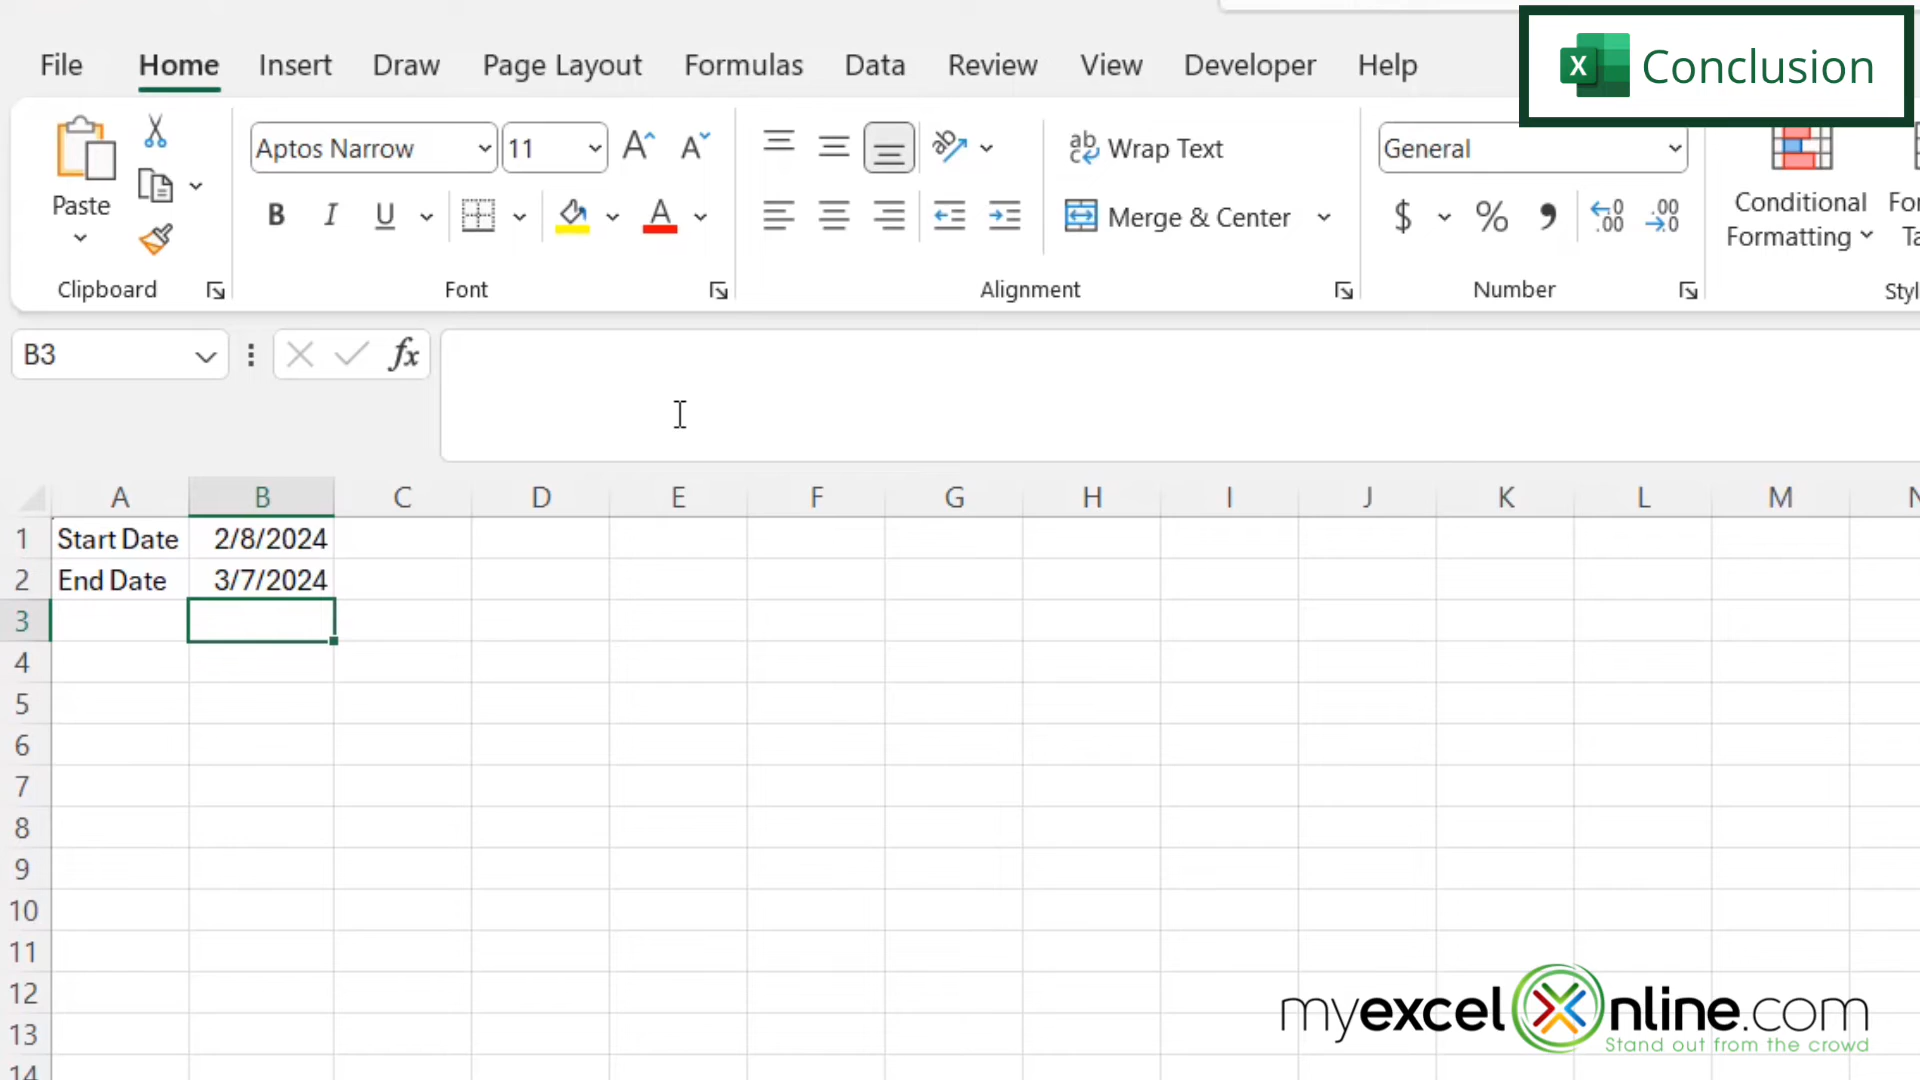 File Home Insert Draw Page Layout Formulas Data Review View Developer Help
X Conclusion
Aptos Narrow 11 A A ab Wrap Text General
Paste B I U A Merge & Center $ % Conditional
Formatting
Clipboard Font Alignment Number
B3 fx
A B C D E F G H I J K L M
1 Start Date 2/8/2024
2 End Date 3/7/2024
3
4
5
6
7
8
9
10
11
12
13
14
myexcelonline.com
Stand out from the crowd